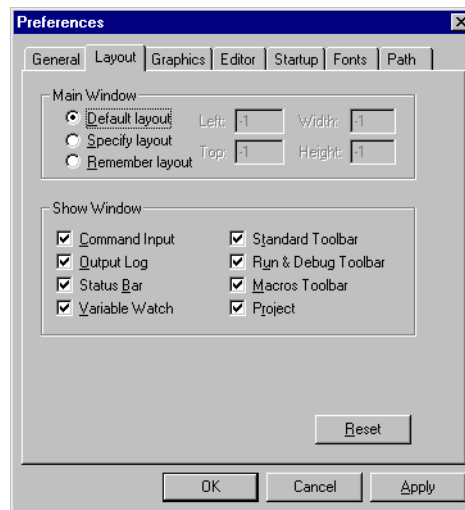 Preferences
General Layout Graphics Editor Startup Fonts Path
Main Window
Default layout Left: -1 Width: -1
Specify layout
Remember layout Top: -1 Height: -1
Show Window
Command Input Standard Toolbar
Output Log Run & Debug Toolbar
Status Bar Macros Toolbar
Variable Watch Project
Reset
OK Cancel Apply